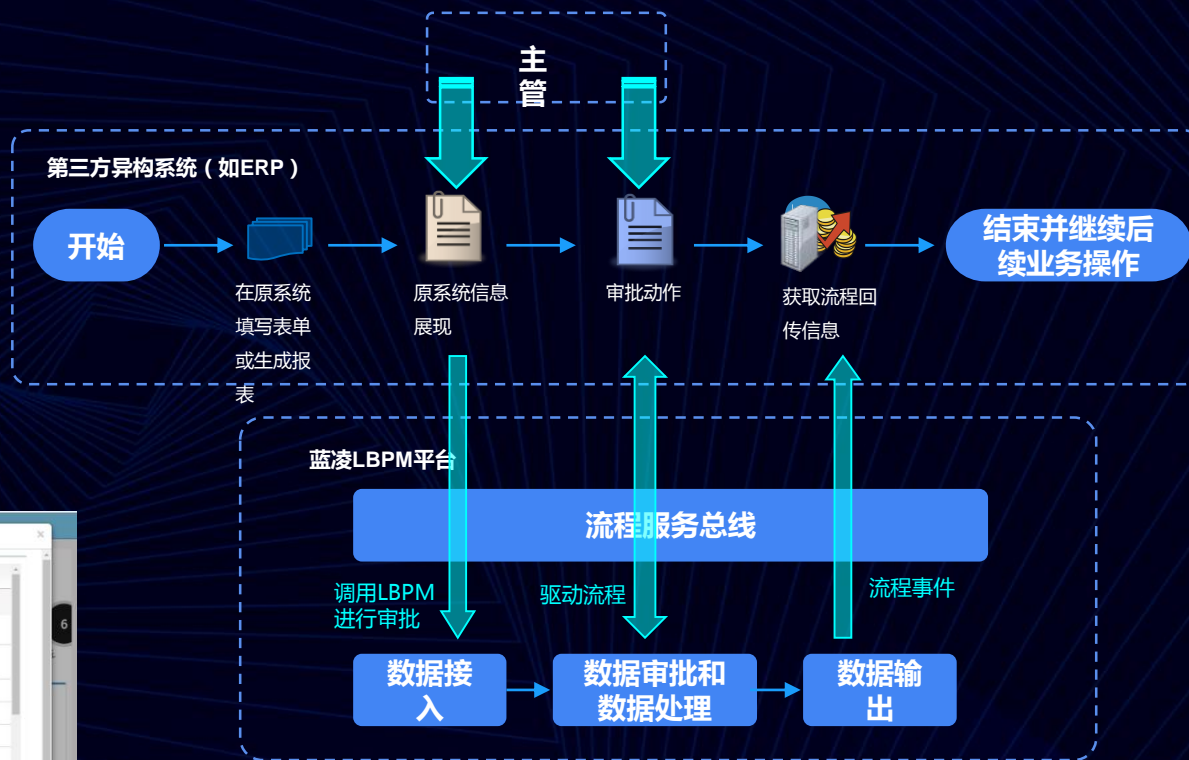 主
管
第三方异构系统（如ERP）
开始
在原系统
填写表单
或生成报
表
原系统信息
展现
审批动作
获取流程回
传信息
结束并继续后
续业务操作
蓝凌LBPM平台
流程服务总线
调用LBPM
进行审批
驱动流程
流程事件
数据接
入
数据审批和
数据处理
数据输
出
6